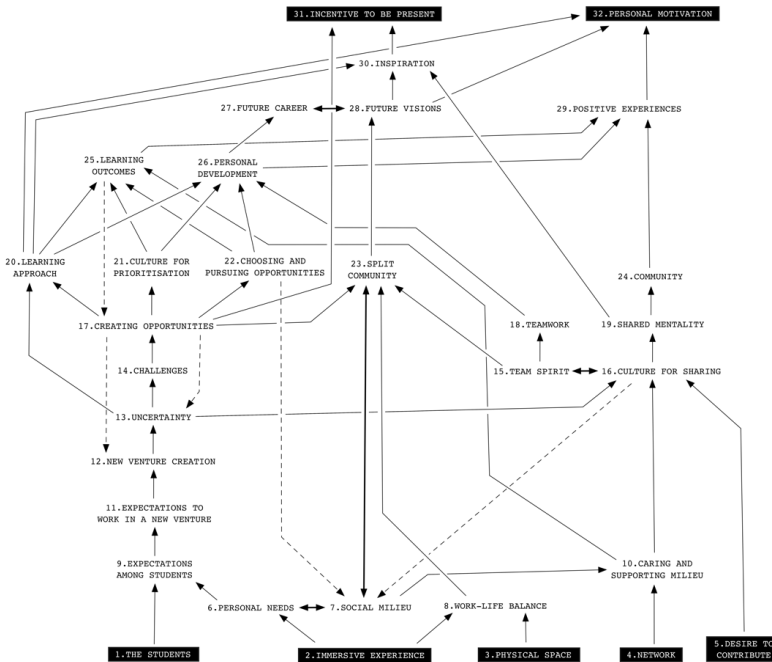 31.INCENTIVE TO BE PRESENT
32.PERSONAL MOTIVATION
30.INSPIRATION
27.FUTURE CAREER
28.FUTURE VISIONS
29.POSITIVE EXPERIENCES
25.LEARNING
OUTCOMES
26.PERSONAL
DEVELOPMENT
20.LEARNING
APPROACH
21.CULTURE FOR
PRIORITISATION
22.CHOOSING AND
PURSUING OPPORTUNITIES
23.SPLIT
COMMUNITY
24.COMMUNITY
17.CREATING OPPORTUNITIES
18.TEAMWORK
19.SHARED MENTALITY
14.CHALLENGES
15.TEAM SPIRIT
16.CULTURE FOR SHARING
13.UNCERTAINTY
12.NEW VENTURE CREATION
11.EXPECTATIONS TO
WORK IN A NEW VENTURE
9.EXPECTATIONS
AMONG STUDENTS
10.CARING AND
SUPPORTING MILIEU
6.PERSONAL NEEDS
7.SOCIAL MILIEU
8.WORK-LIFE BALANCE
1.THE STUDENTS
2.IMMERSIVE EXPERIENCE
3.PHYSICAL SPACE
4.NETWORK
5.DESIRE TO
CONTRIBUTE